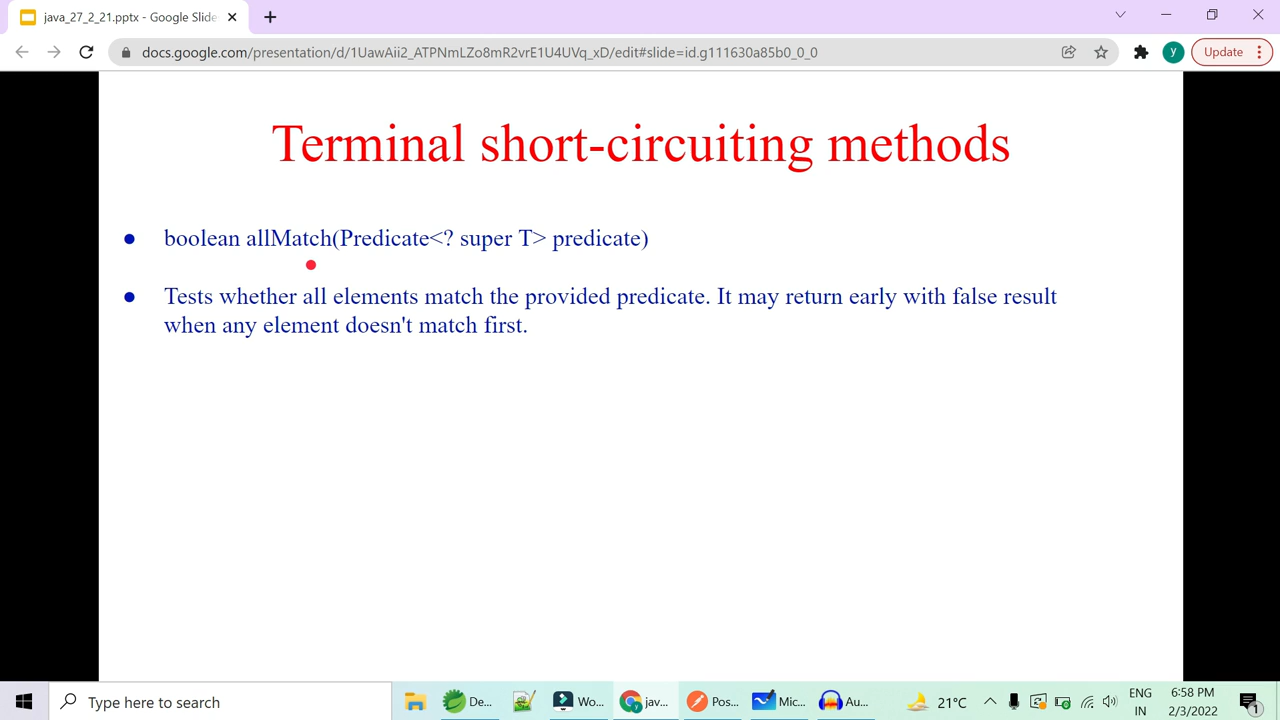 java_27_2_21.pptx - Google Slide
docs.google.com/presentation/d/1UawAii2_ATPNmLZo8mR2vrE1U4UVq_xD/edit#slide=id.g111630a85b0_0_0
y
Update
Terminal short-circuiting methods
● boolean allMatch(Predicate<? super T> predicate)
● Tests whether all elements match the provided predicate. It may return early with false result
when any element doesn't match first.
Type here to search
De...
Wo...
jav...
Pos...
Mic...
Au...
21°C
ENG
IN
6:58 PM
2/3/2022
1